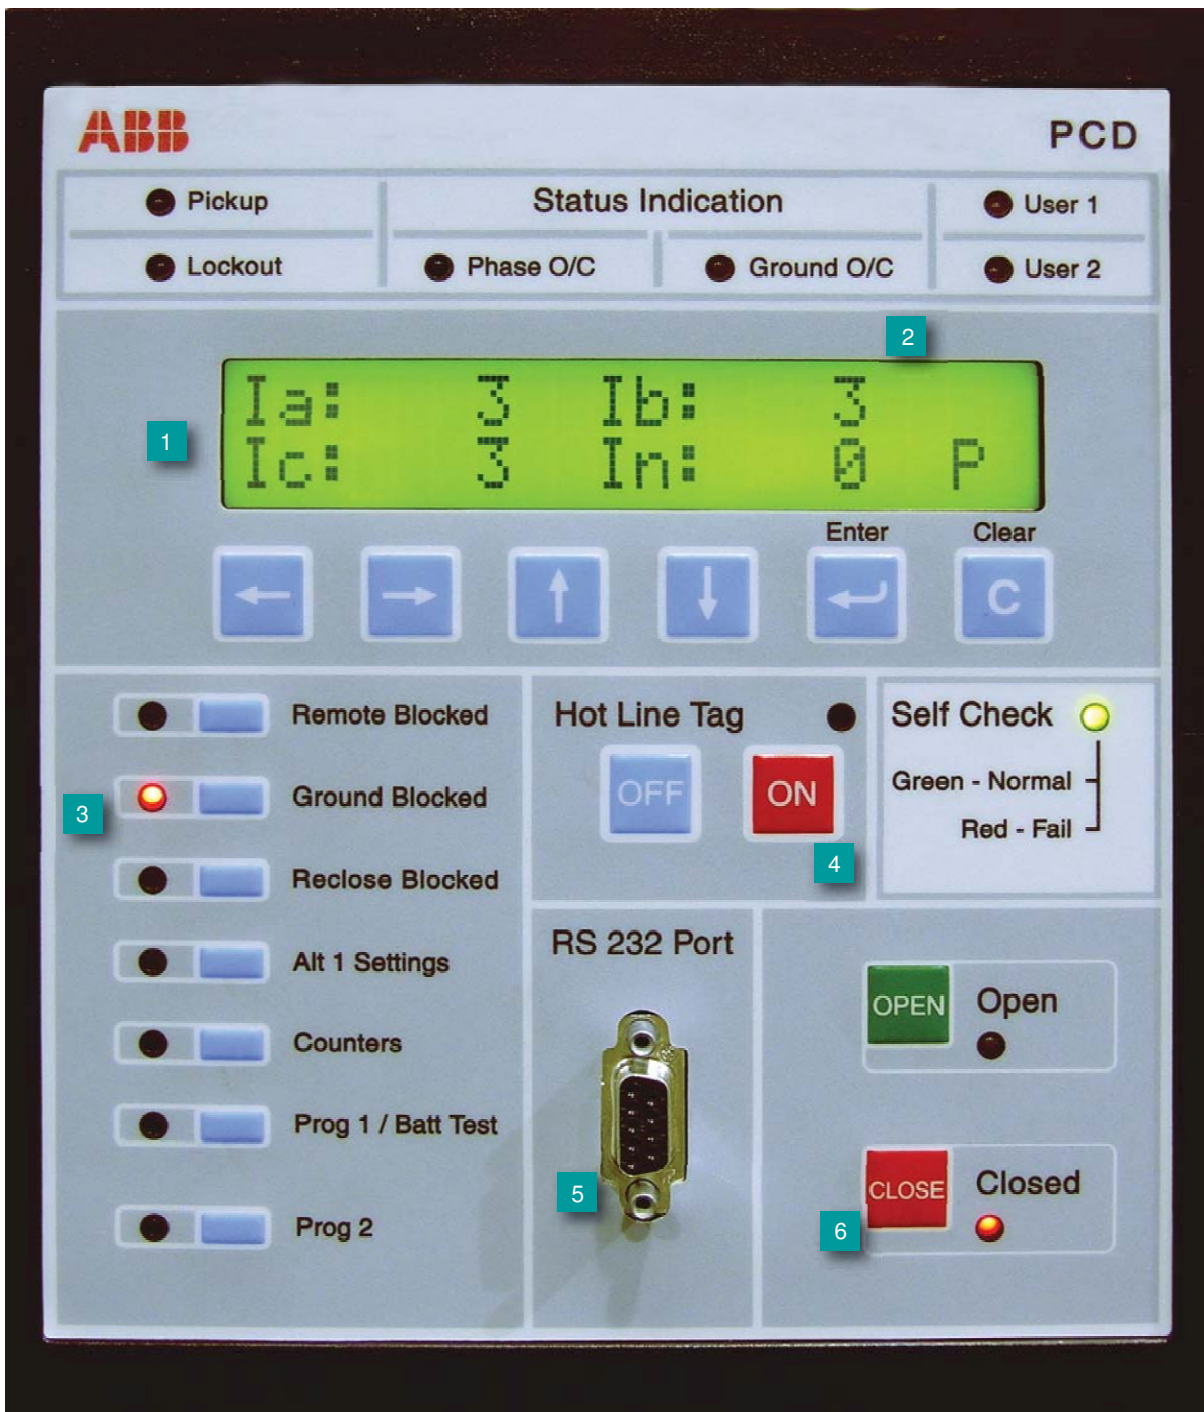 ABB
PCD
Pickup
Status Indication
User 1
Lockout
Phase O/C
Ground O/C
User 2
2
Ia: 3 Ib: 3
1
Ic: 3 In: 0 P
Enter
Clear
C
Remote Blocked
Hot Line Tag
Self Check
OFF
ON
Green - Normal
Red - Fail
3
Ground Blocked
4
Reclose Blocked
RS 232 Port
Alt 1 Settings
OPEN
Open
Counters
Prog 1 / Batt Test
5
CLOSE
Closed
6
Prog 2